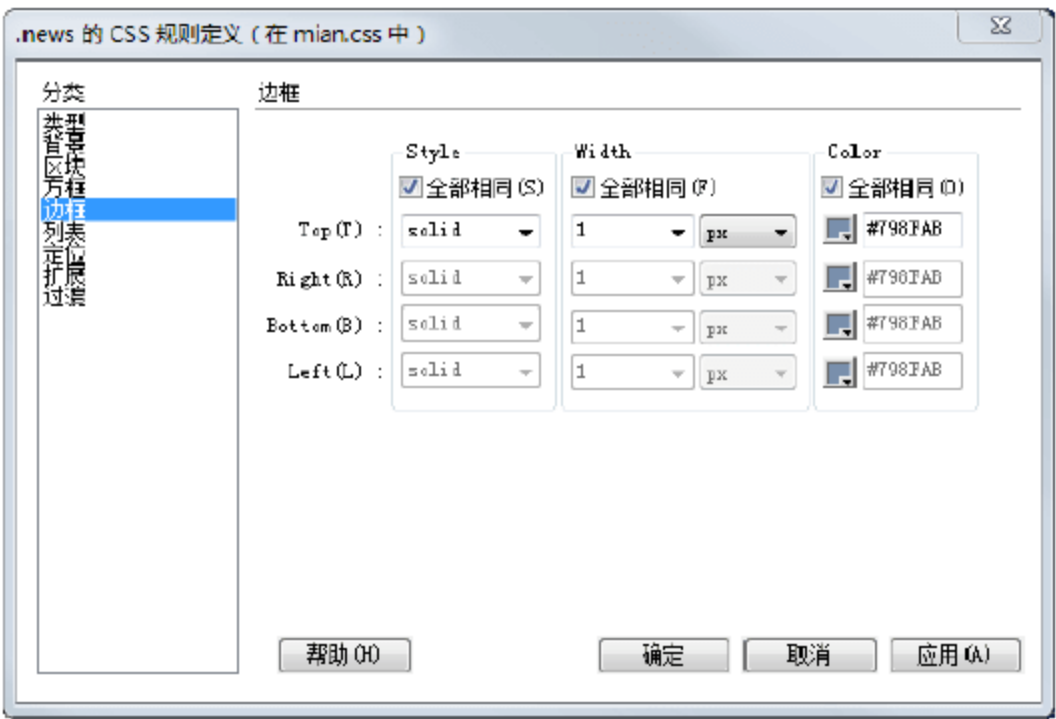 .news 的 CSS 规则定义（在 mian.css 中）
分类
类型
背景
区块
方框
边框
列表
定位
扩展
过渡
边框
Style Width Color
全部相同(S) 全部相同(F) 全部相同(O)
Top(T) : solid 1 px #798FAB
Right(R) : solid 1 px #798FAB
Bottom(B) : solid 1 px #798FAB
Left(L) : solid 1 px #798FAB
帮助(H) 确定 取消 应用(A)